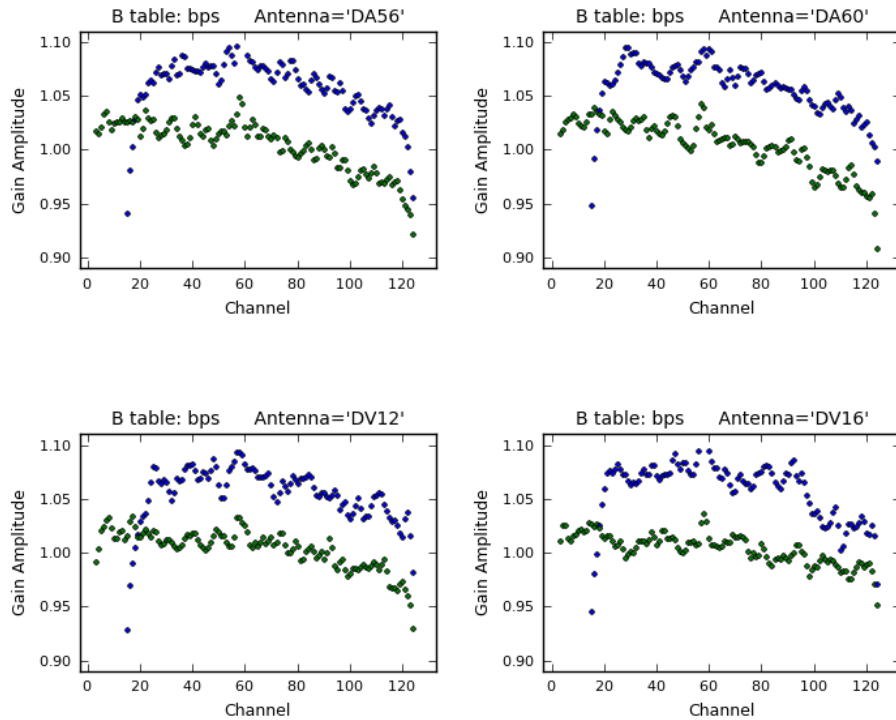 B table: bps Antenna='DA56'
Gain Amplitude
1.10
1.05
1.00
0.95
0.90
0 20 40 60 80 100 120
Channel
B table: bps Antenna='DA60'
Gain Amplitude
1.10
1.05
1.00
0.95
0.90
0 20 40 60 80 100 120
Channel
B table: bps Antenna='DV12'
Gain Amplitude
1.10
1.05
1.00
0.95
0.90
0 20 40 60 80 100 120
Channel
B table: bps Antenna='DV16'
Gain Amplitude
1.10
1.05
1.00
0.95
0.90
0 20 40 60 80 100 120
Channel